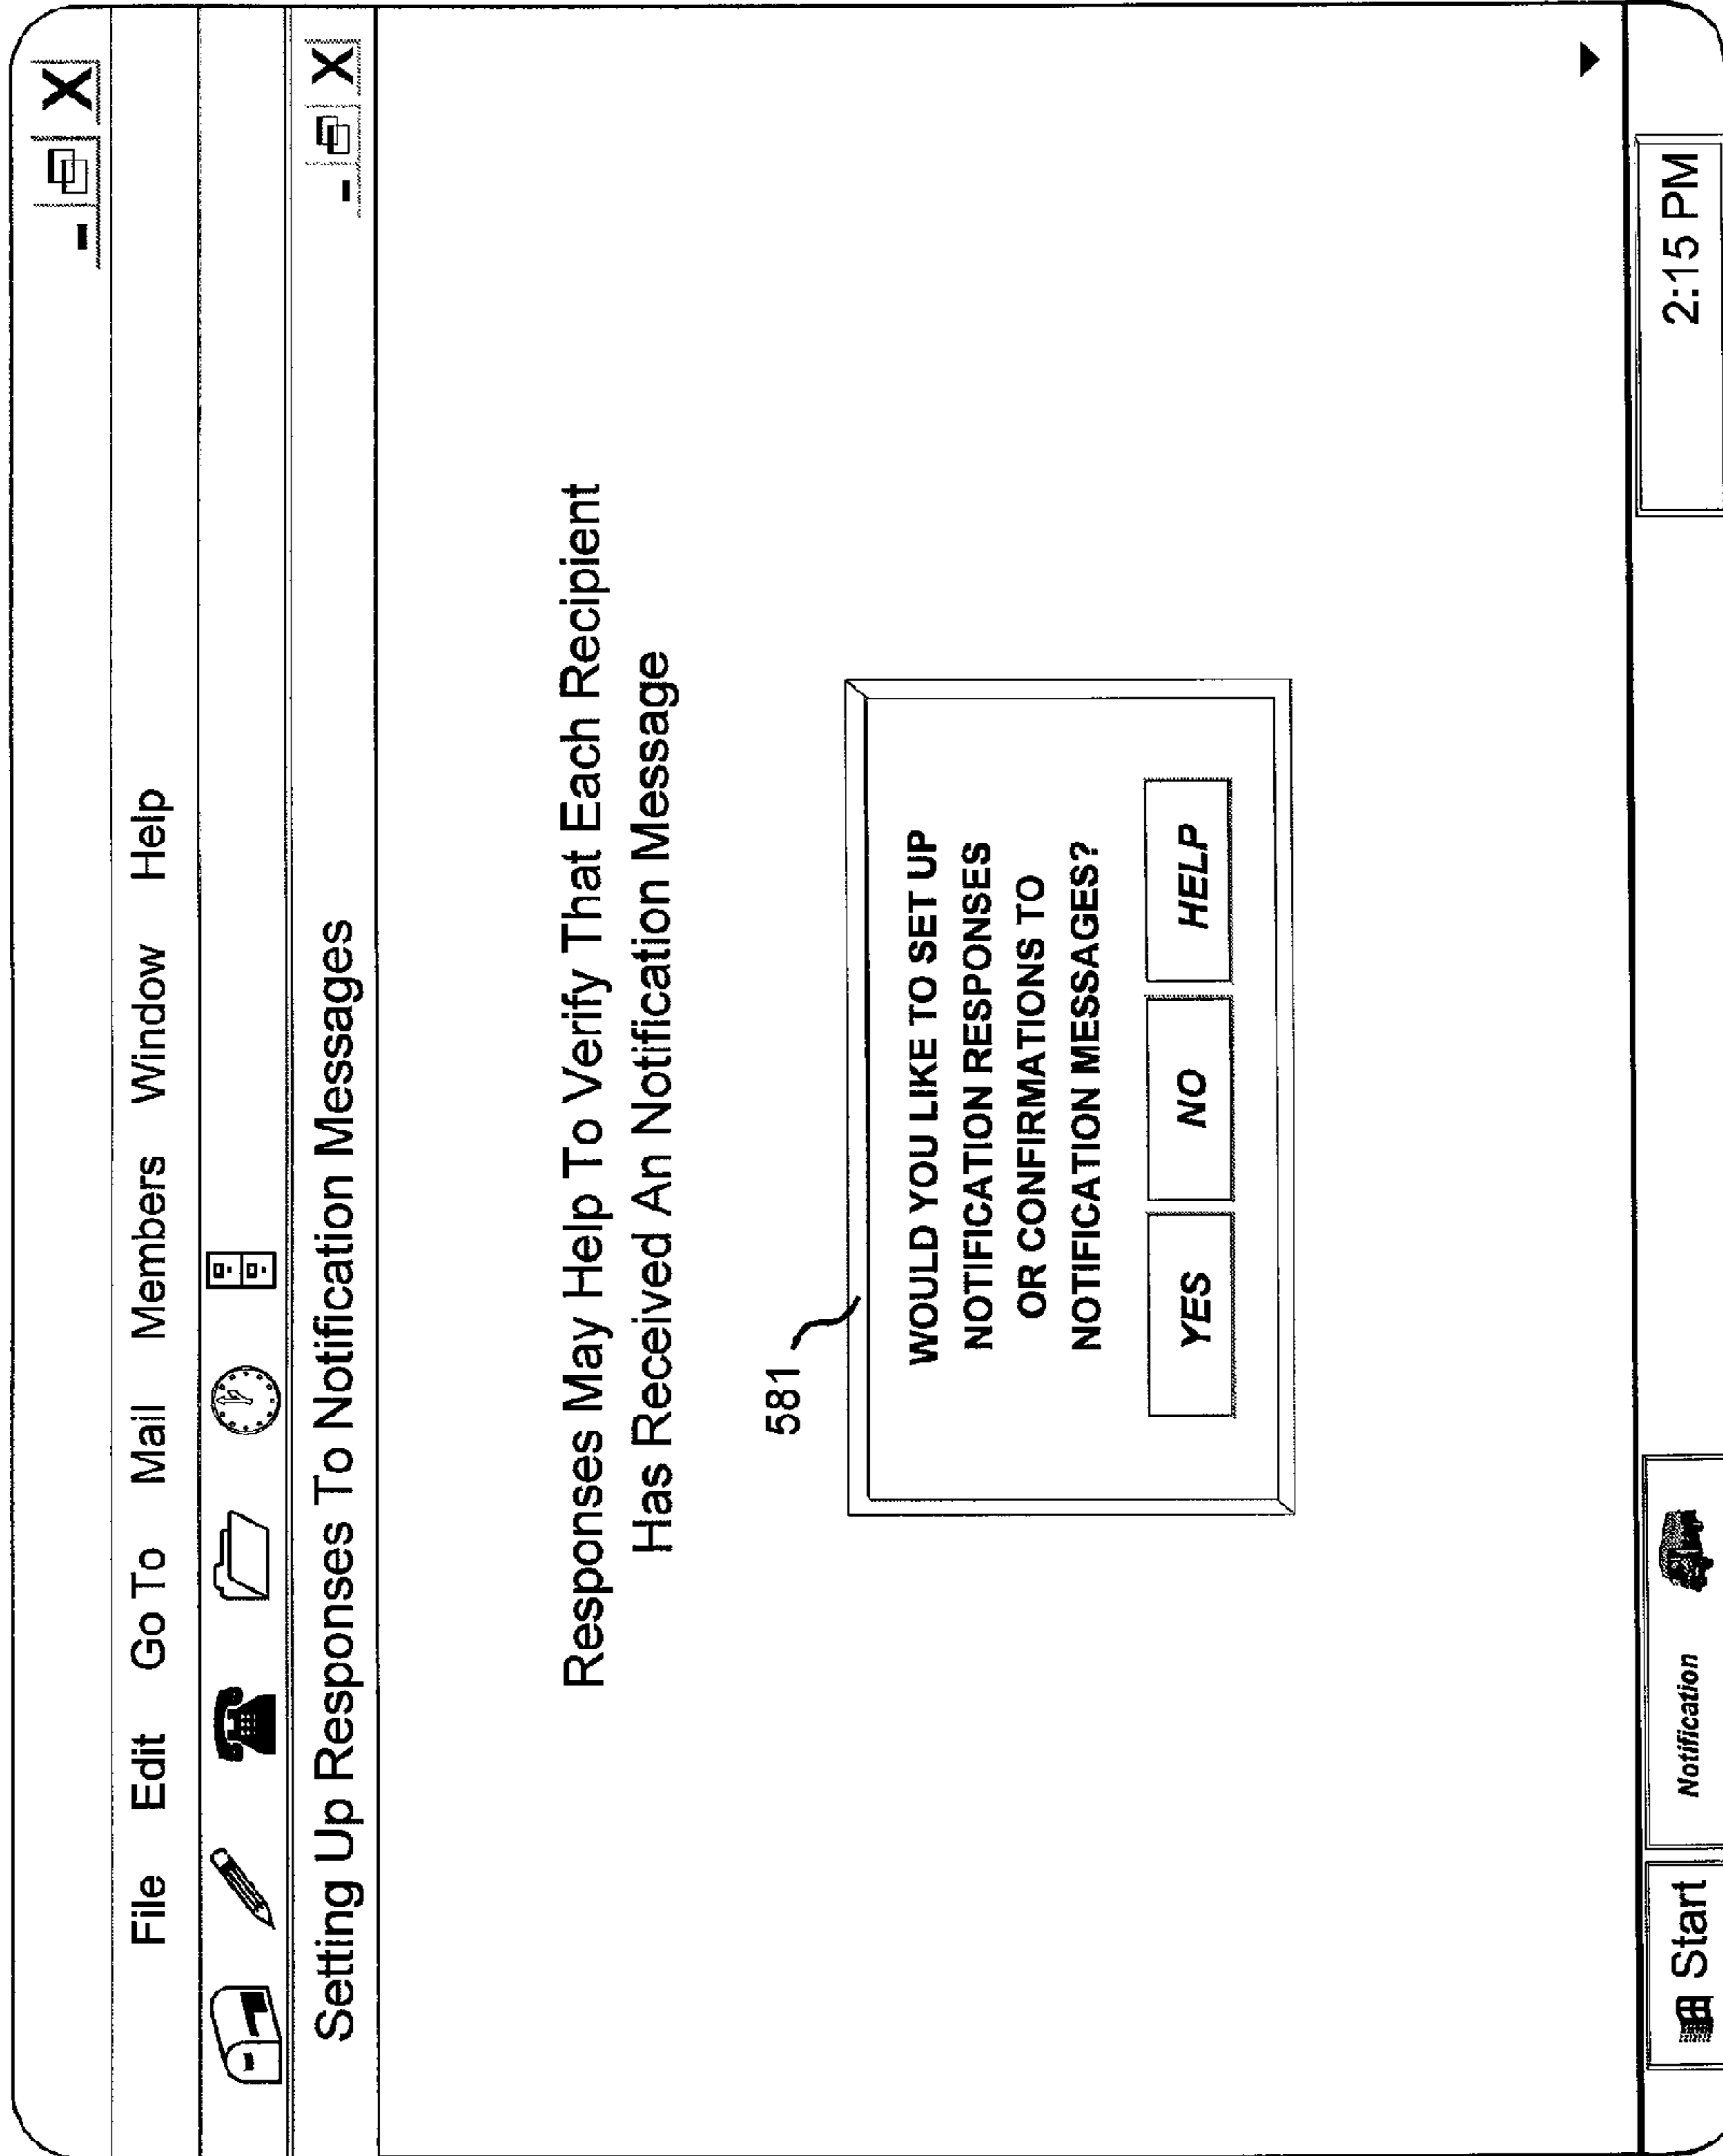 File Edit Go To Mail Members Window Help
Setting Up Responses To Notification Messages
Responses May Help To Verify That Each Recipient
Has Received An Notification Message
581
WOULD YOU LIKE TO SET UP
NOTIFICATION RESPONSES
OR CONFIRMATIONS TO
NOTIFICATION MESSAGES?
YES NO HELP
Start Notification 2:15 PM